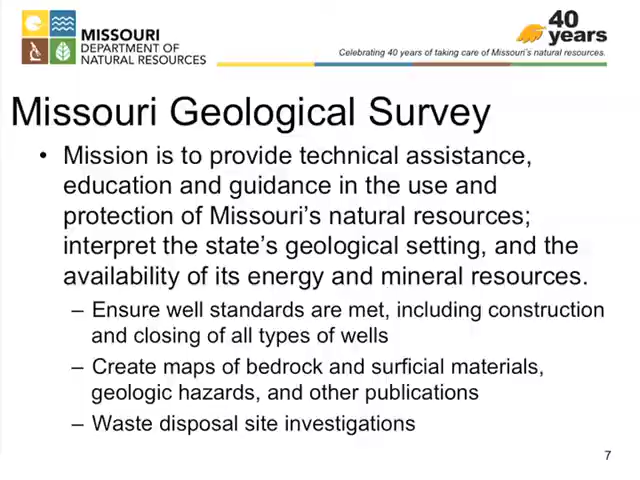 MISSOURI
DEPARTMENT OF
NATURAL RESOURCES
40
years
Celebrating 40 years of taking care of Missouri's natural resources.
Missouri Geological Survey
• Mission is to provide technical assistance,
education and guidance in the use and
protection of Missouri's natural resources;
interpret the state's geological setting, and the
availability of its energy and mineral resources.
– Ensure well standards are met, including construction
and closing of all types of wells
– Create maps of bedrock and surficial materials,
geologic hazards, and other publications
– Waste disposal site investigations
7